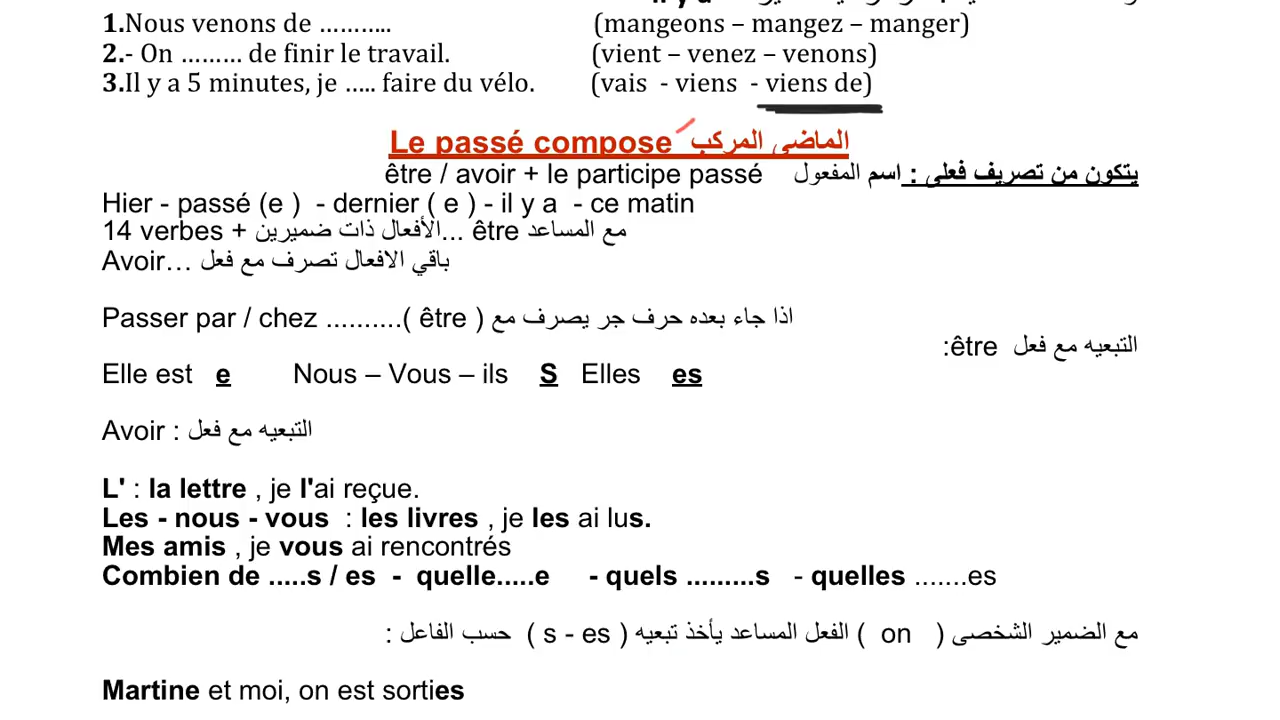 1.Nous venons de ……….. (mangeons – mangez – manger)
2.- On ……… de finir le travail. (vient – venez – venons)
3.Il y a 5 minutes, je ….. faire du vélo. (vais - viens - viens de)
Le passé compose الماضى المركب
يتكون من تصريف فعلى : اسم المفعول être / avoir + le participe passé
Hier - passé (e ) - dernier ( e ) - il y a - ce matin
14 verbes + الأفعال ذات ضميرين... être مع المساعد
Avoir… باقي الافعال تصرف مع فعل
Passer par / chez ..........( être ) اذا جاء بعده حرف جر يصرف مع
التبعيه مع فعل être:
Elle est e Nous – Vous – ils S Elles es
Avoir : التبعيه مع فعل
L' : la lettre , je l'ai reçue.
Les - nous - vous : les livres , je les ai lus.
Mes amis , je vous ai rencontrés
Combien de .....s / es - quelle.....e - quels .........s - quelles .......es
مع الضمير الشخصى ( on ) الفعل المساعد يأخذ تبعيه ( s - es ) حسب الفاعل :
Martine et moi, on est sorties